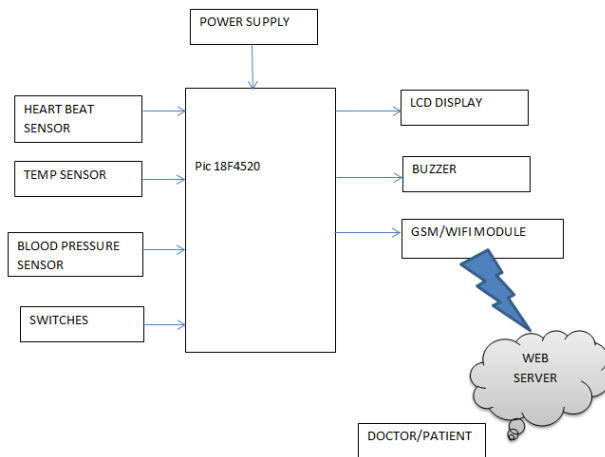 POWER SUPPLY
HEART BEAT
SENSOR
TEMP SENSOR
BLOOD PRESSURE
SENSOR
SWITCHES
Pic 18F4520
LCD DISPLAY
BUZZER
GSM/WIFI MODULE
WEB
SERVER
DOCTOR/PATIENT